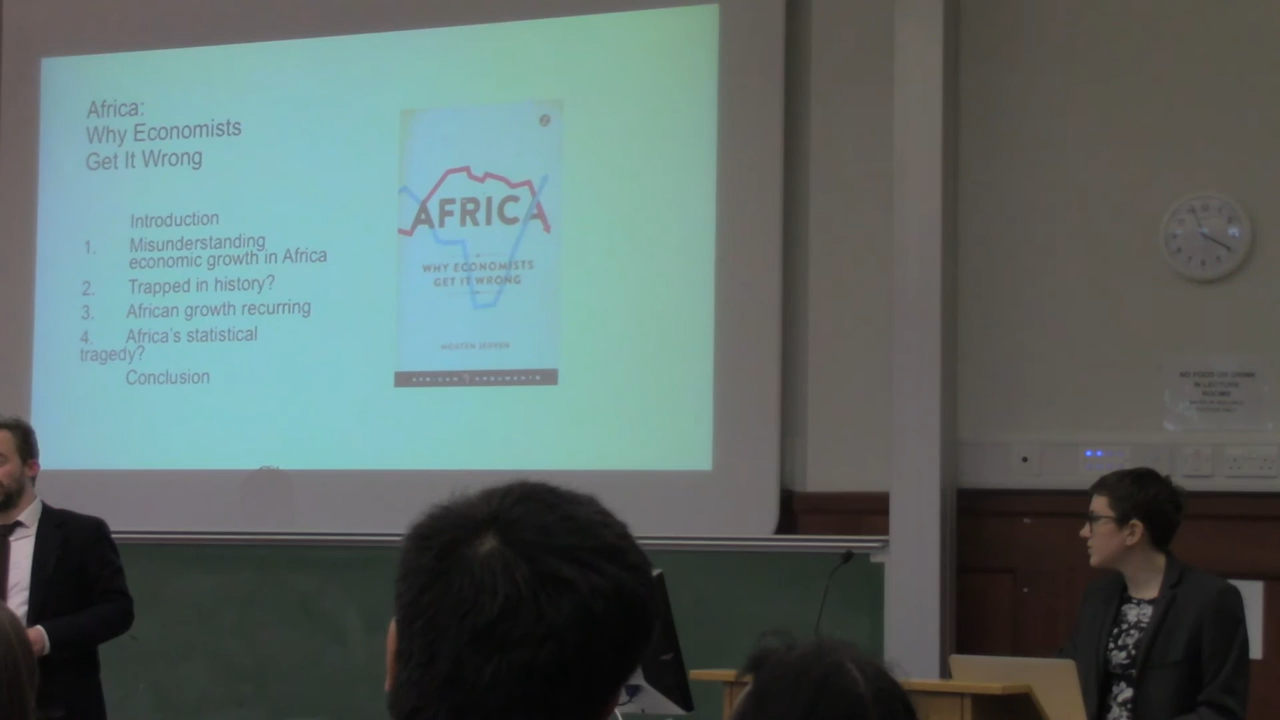 Africa:
Why Economists
Get It Wrong
Introduction
1. Misunderstanding
economic growth in Africa
2. Trapped in history?
3. African growth recurring
4. Africa's statistical
tragedy?
Conclusion
AFRICA
WHY ECONOMISTS
GET IT WRONG
MORTEN JERVEN
AFRICAN ARGUMENTS
NO FOOD OR DRINK
IN LECTURE
ROOMS